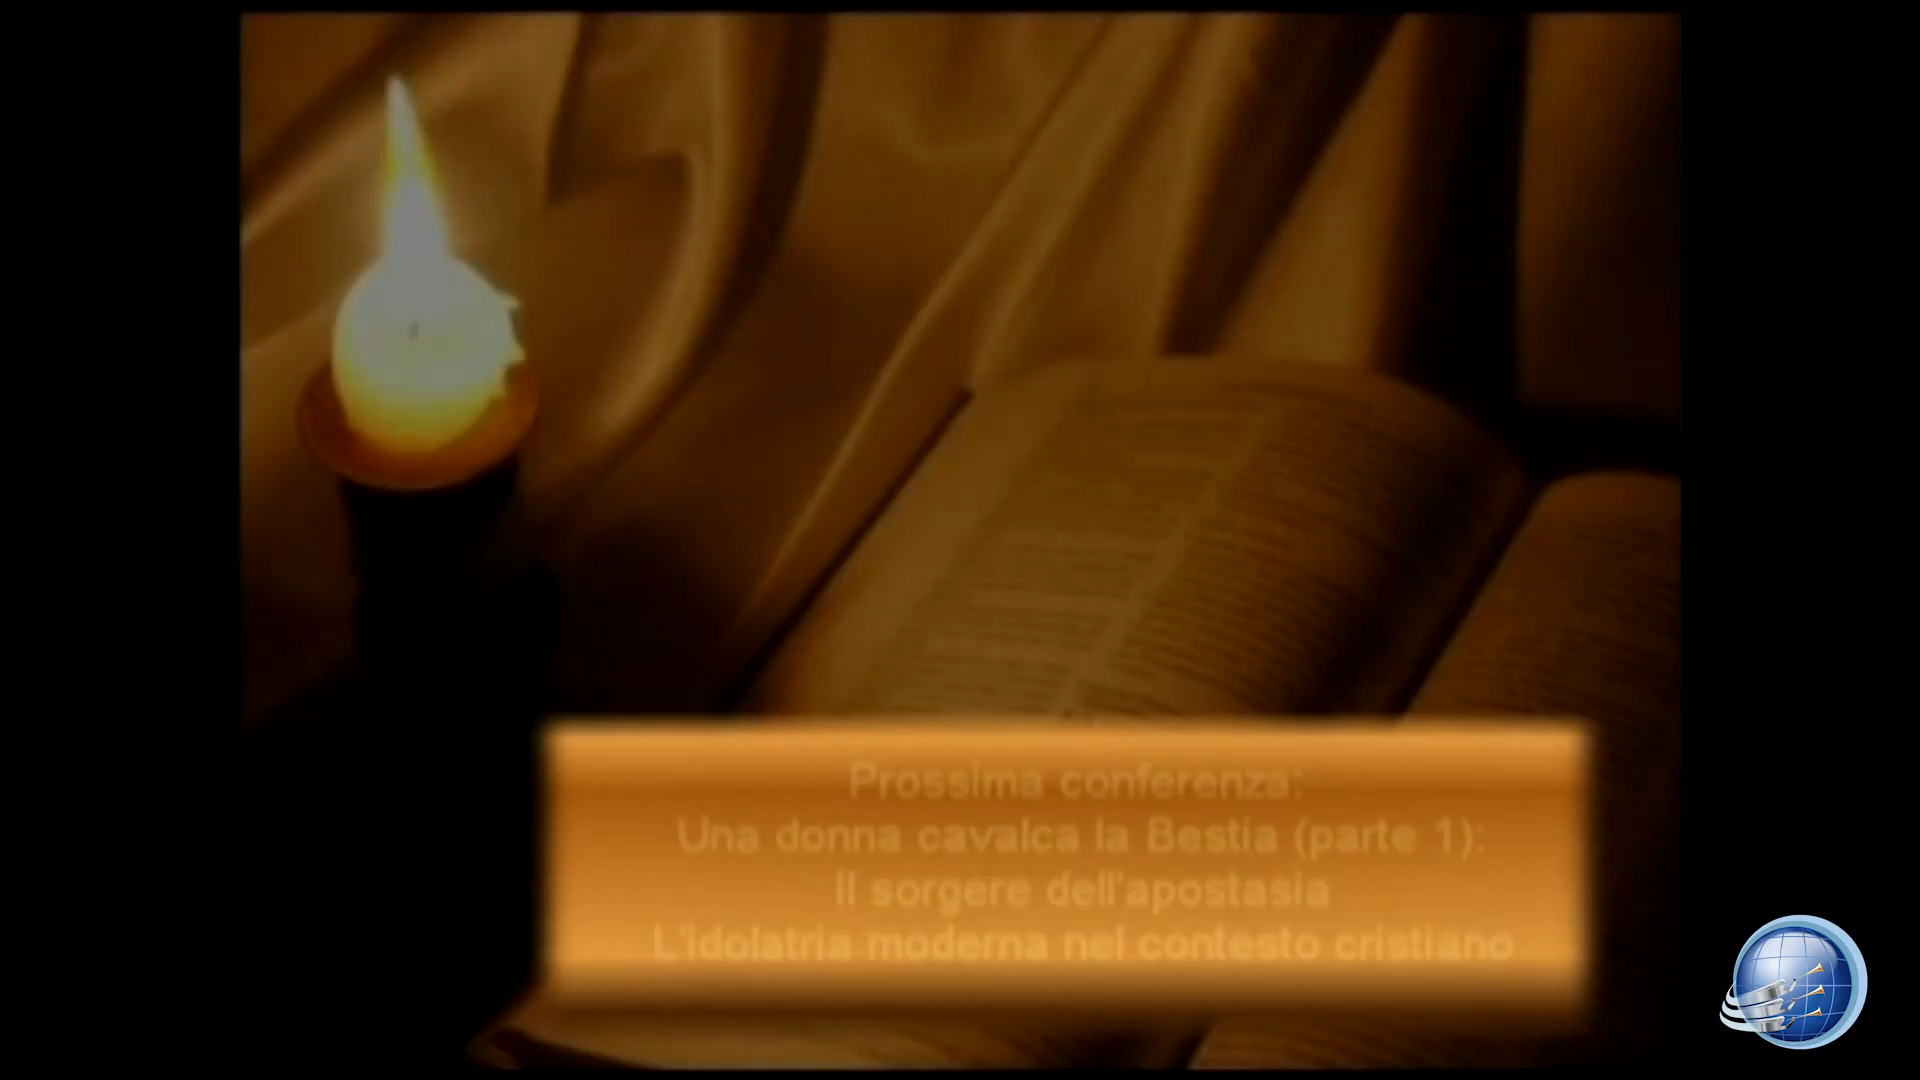 Prossima conferenza:
Una donna cavalca la Bestia (parte 1):
Il sorgere dell'apostasia
L'idolatria moderna nel contesto cristiano